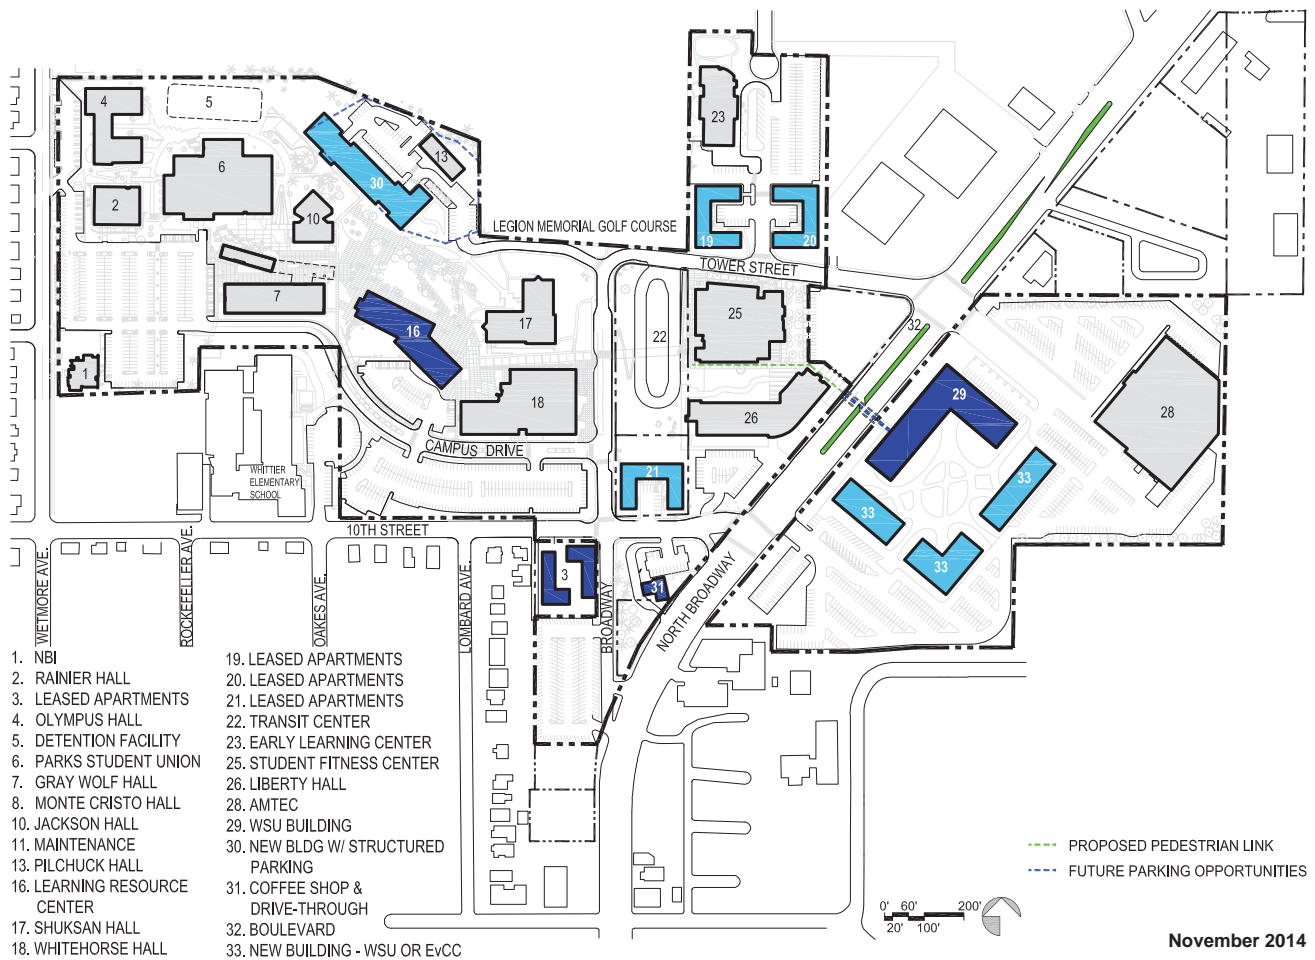 4
5
6
2
10
30
13
23
19
20
LEGION MEMORIAL GOLF COURSE
TOWER STREET
7
16
17
22
25
32
1
18
26
29
28
CAMPUS DRIVE
WHITTIER
ELEMENTARY
SCHOOL
21
33
33
33
10TH STREET
3
31
WETMORE AVE.
ROCKEFELLER AVE.
OAKES AVE.
LOMBARD AVE.
BROADWAY
NORTH BROADWAY
1. NBI
2. RAINIER HALL
3. LEASED APARTMENTS
4. OLYMPUS HALL
5. DETENTION FACILITY
6. PARKS STUDENT UNION
7. GRAY WOLF HALL
8. MONTE CRISTO HALL
10. JACKSON HALL
11. MAINTENANCE
13. PILCHUCK HALL
16. LEARNING RESOURCE
CENTER
17. SHUKSAN HALL
18. WHITEHORSE HALL
19. LEASED APARTMENTS
20. LEASED APARTMENTS
21. LEASED APARTMENTS
22. TRANSIT CENTER
23. EARLY LEARNING CENTER
25. STUDENT FITNESS CENTER
26. LIBERTY HALL
28. AMTEC
29. WSU BUILDING
30. NEW BLDG W/ STRUCTURED
PARKING
31. COFFEE SHOP &
DRIVE-THROUGH
32. BOULEVARD
33. NEW BUILDING - WSU OR EvCC
PROPOSED PEDESTRIAN LINK
FUTURE PARKING OPPORTUNITIES
0' 60' 200'
20' 100'
November 2014